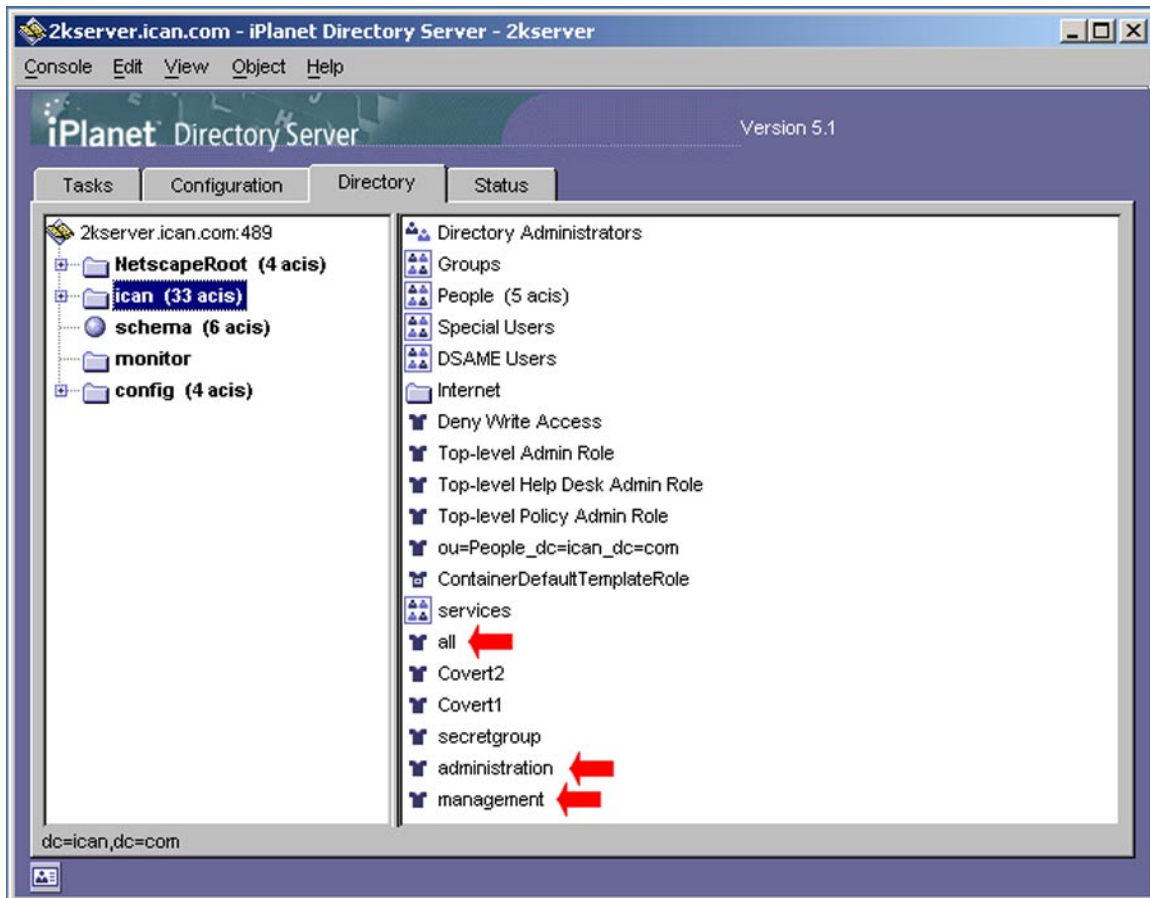 2kserver.ican.com - iPlanet Directory Server - 2kserver
Console Edit View Object Help
iPlanet Directory Server
Version 5.1
Tasks Configuration Directory Status
2kserver.ican.com:489
NetscapeRoot (4 acis)
ican (33 acis)
schema (6 acis)
monitor
config (4 acis)
Directory Administrators
Groups
People (5 acis)
Special Users
DSAME Users
Internet
Deny Write Access
Top-level Admin Role
Top-level Help Desk Admin Role
Top-level Policy Admin Role
ou=People_dc=ican_dc=com
ContainerDefaultTemplateRole
services
all
Covert2
Covert1
secretgroup
administration
management
dc=ican,dc=com